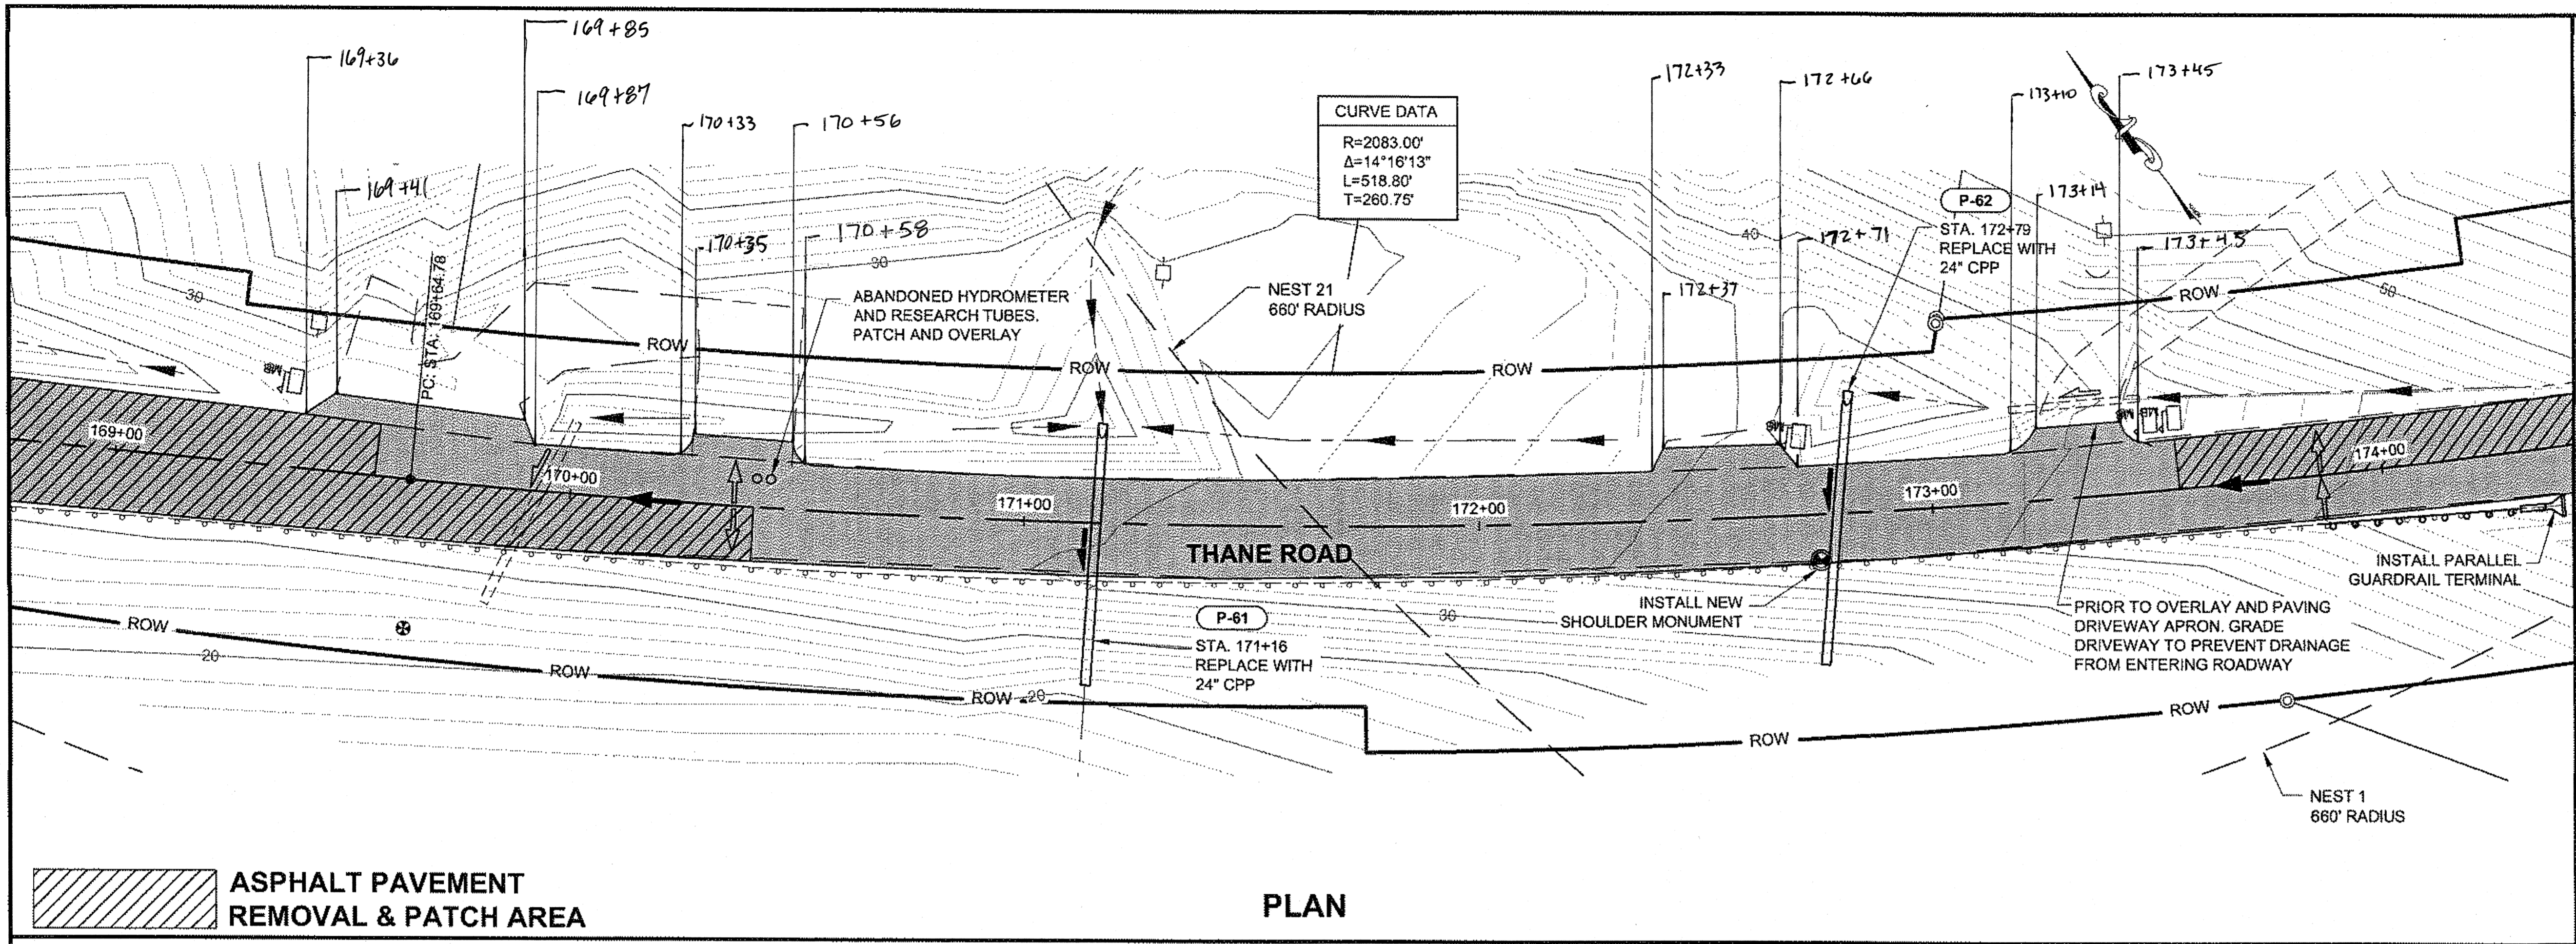 169+85
169+36
172+33
172+66
173+45
169+87
173+10
170+33
170+56
CURVE DATA
R=2083.00'
Δ=14°16'13"
L=518.80'
T=260.75'
169+41
P-62
173+14
170+35
170+58
30
40
172+71
STA. 172+79
REPLACE WITH
24" CPP
173+45
PC: STA. 169+64.78
30
ABANDONED HYDROMETER
AND RESEARCH TUBES.
PATCH AND OVERLAY
NEST 21
660' RADIUS
172+37
ROW
50
ROW
ROW
ROW
MB
MB
MB
MB
169+00
170+00
171+00
172+00
173+00
174+00
THANE ROAD
INSTALL PARALLEL
GUARDRAIL TERMINAL
P-61
STA. 171+16
REPLACE WITH
24" CPP
30
INSTALL NEW
SHOULDER MONUMENT
PRIOR TO OVERLAY AND PAVING
DRIVEWAY APRON. GRADE
DRIVEWAY TO PREVENT DRAINAGE
FROM ENTERING ROADWAY
ROW
20
ROW
ROW
20
ROW
ROW
NEST 1
660' RADIUS
ASPHALT PAVEMENT
REMOVAL & PATCH AREA
PLAN